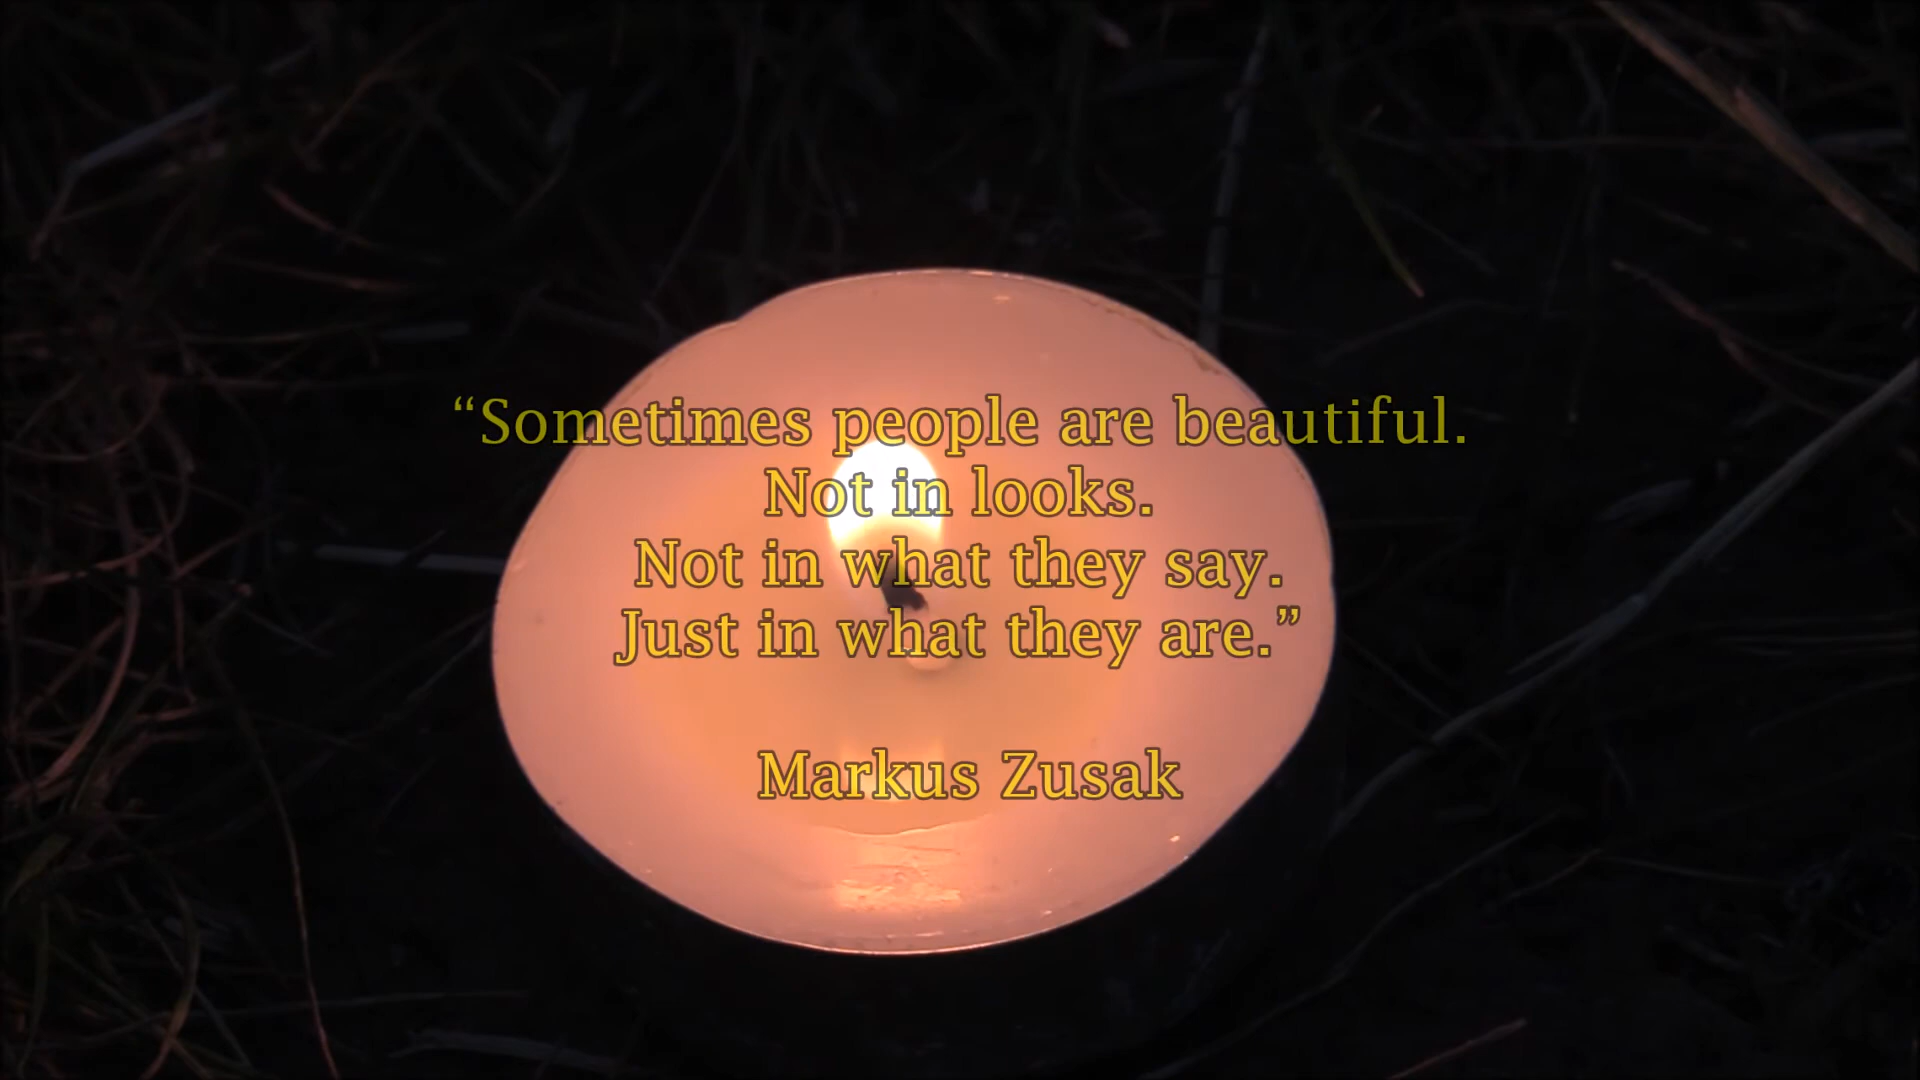 “Sometimes people are beautiful.
Not in looks.
Not in what they say.
Just in what they are.”
Markus Zusak